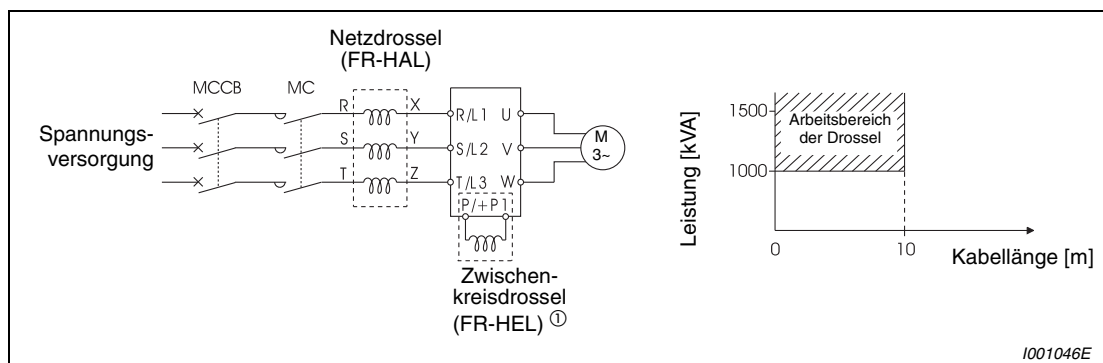 Netzdrossel
(FR-HAL)
MCCB
MC
R
X
R/L1
U
S
Y
S/L2
V
T
Z
T/L3
W
P/+
P1
M
3~
Spannungs-
versorgung
Zwischen-
kreisdrossel
(FR-HEL) ①
Leistung [kVA]
1500
1000
Arbeitsbereich
der Drossel
0
10
Kabellänge [m]
I001046E